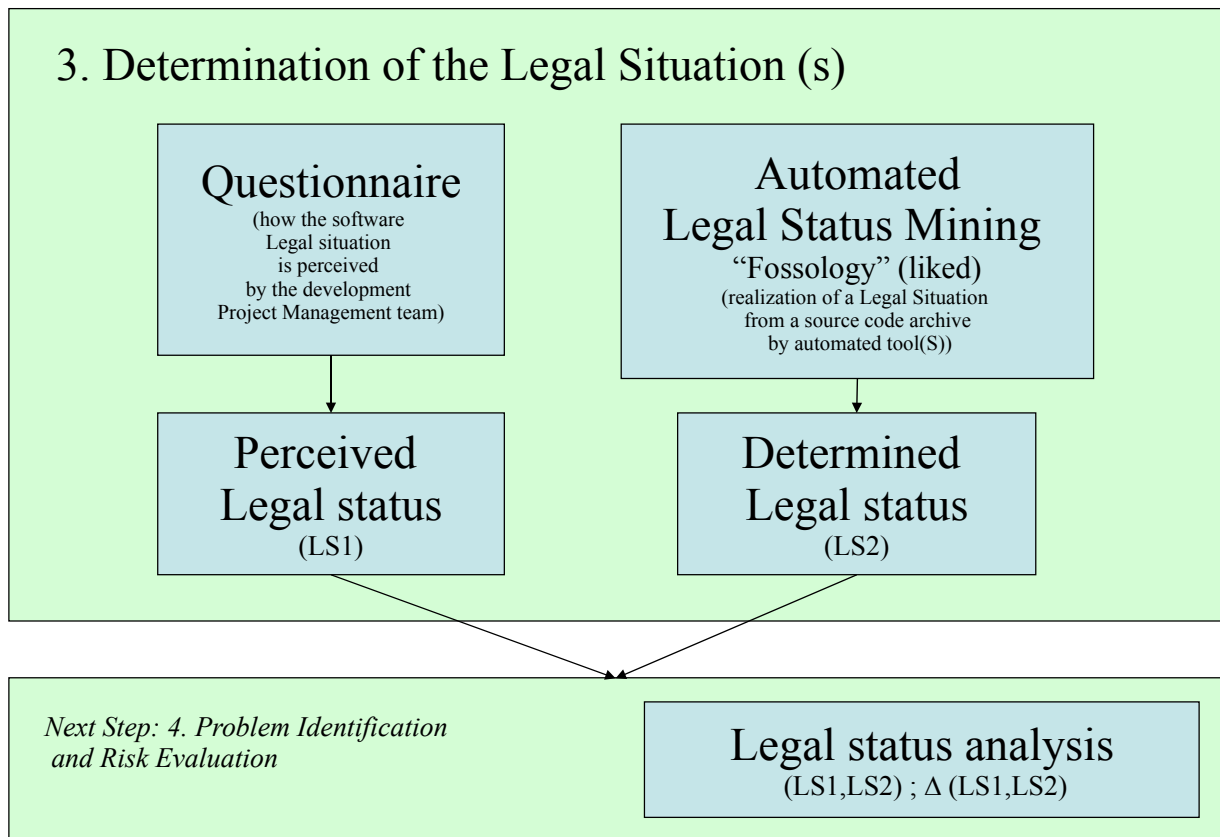 3. Determination of the Legal Situation (s)
Questionnaire
(how the software
Legal situation
is perceived
by the development
Project Management team)
Automated
Legal Status Mining
“Fossology” (liked)
(realization of a Legal Situation
from a source code archive
by automated tool(S))
Perceived
Legal status
(LS1)
Determined
Legal status
(LS2)
Next Step: 4. Problem Identification
and Risk Evaluation
Legal status analysis
(LS1,LS2) ; Δ (LS1,LS2)